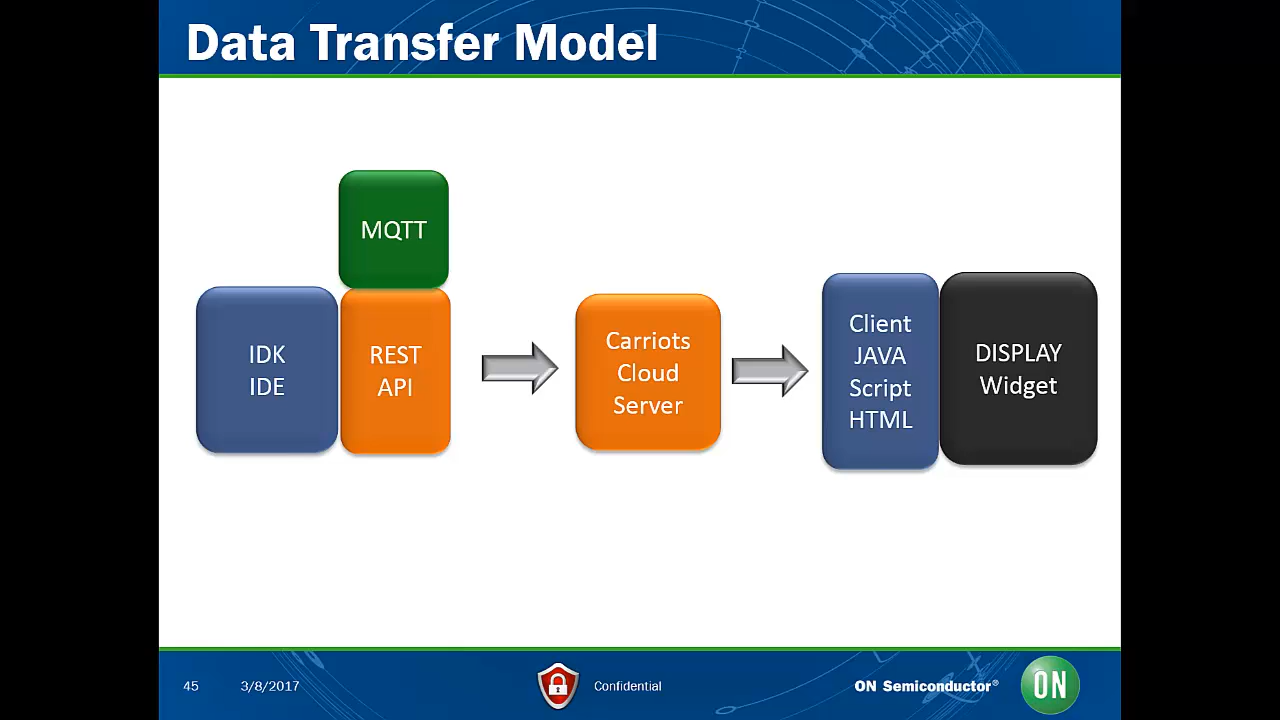 Data Transfer Model
MQTT
IDK
IDE
REST
API
Carriots
Cloud
Server
Client
JAVA
Script
HTML
DISPLAY
Widget
45
3/8/2017
Confidential
ON Semiconductor®
ON